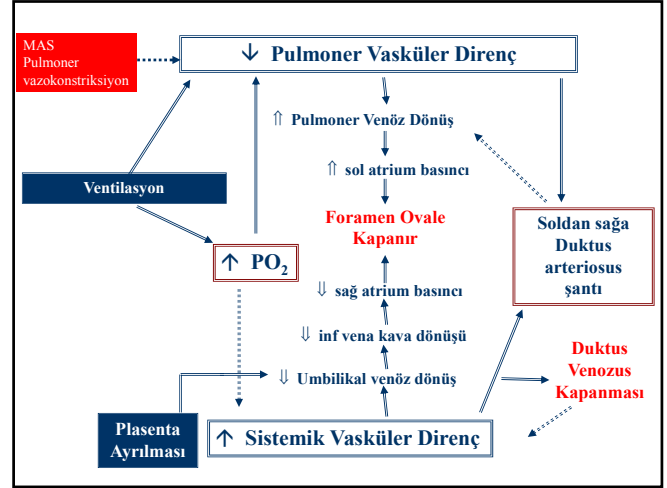 MAS
Pulmoner
vazokonstriksiyon
↓ Pulmoner Vasküler Direnç
⇑ Pulmoner Venöz Dönüş
⇑ sol atrium basıncı
Ventilasyon
Foramen Ovale
Kapanır
Soldan sağa
Duktus
arteriosus
şantı
↑ PO₂
⇓ sağ atrium basıncı
⇓ inf vena kava dönüşü
⇓ Umbilikal venöz dönüş
Duktus
Venozus
Kapanması
Plasenta
Ayrılması
↑ Sistemik Vasküler Direnç